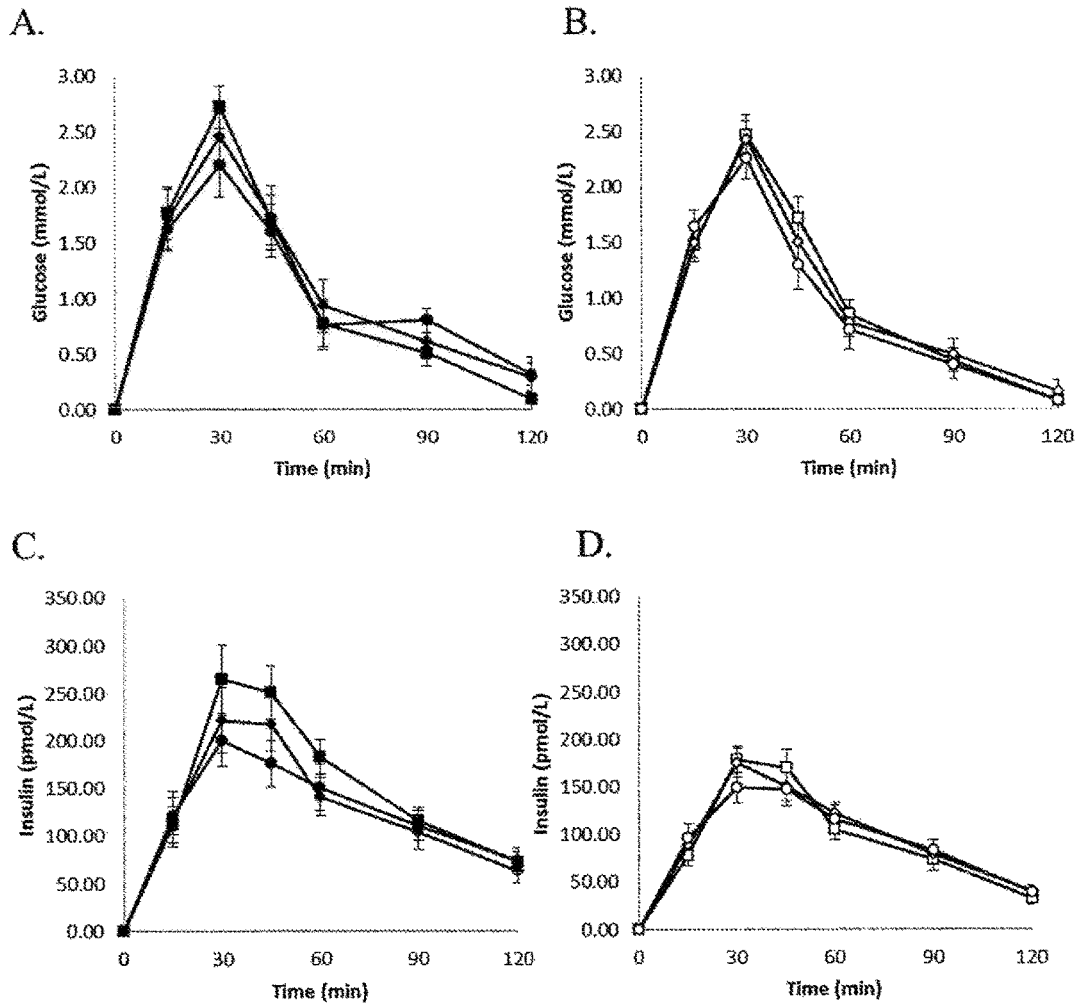 A.
Glucose (mmol/L)
3.00
2.50
2.00
1.50
1.00
0.50
0.00
0 30 60 90 120
Time (min)
B.
Glucose (mmol/L)
3.00
2.50
2.00
1.50
1.00
0.50
0.00
0 30 60 90 120
Time (min)
C.
Insulin (pmol/L)
350.00
300.00
250.00
200.00
150.00
100.00
50.00
0.00
0 30 60 90 120
Time (min)
D.
Insulin (pmol/L)
350.00
300.00
250.00
200.00
150.00
100.00
50.00
0.00
0 30 60 90 120
Time (min)